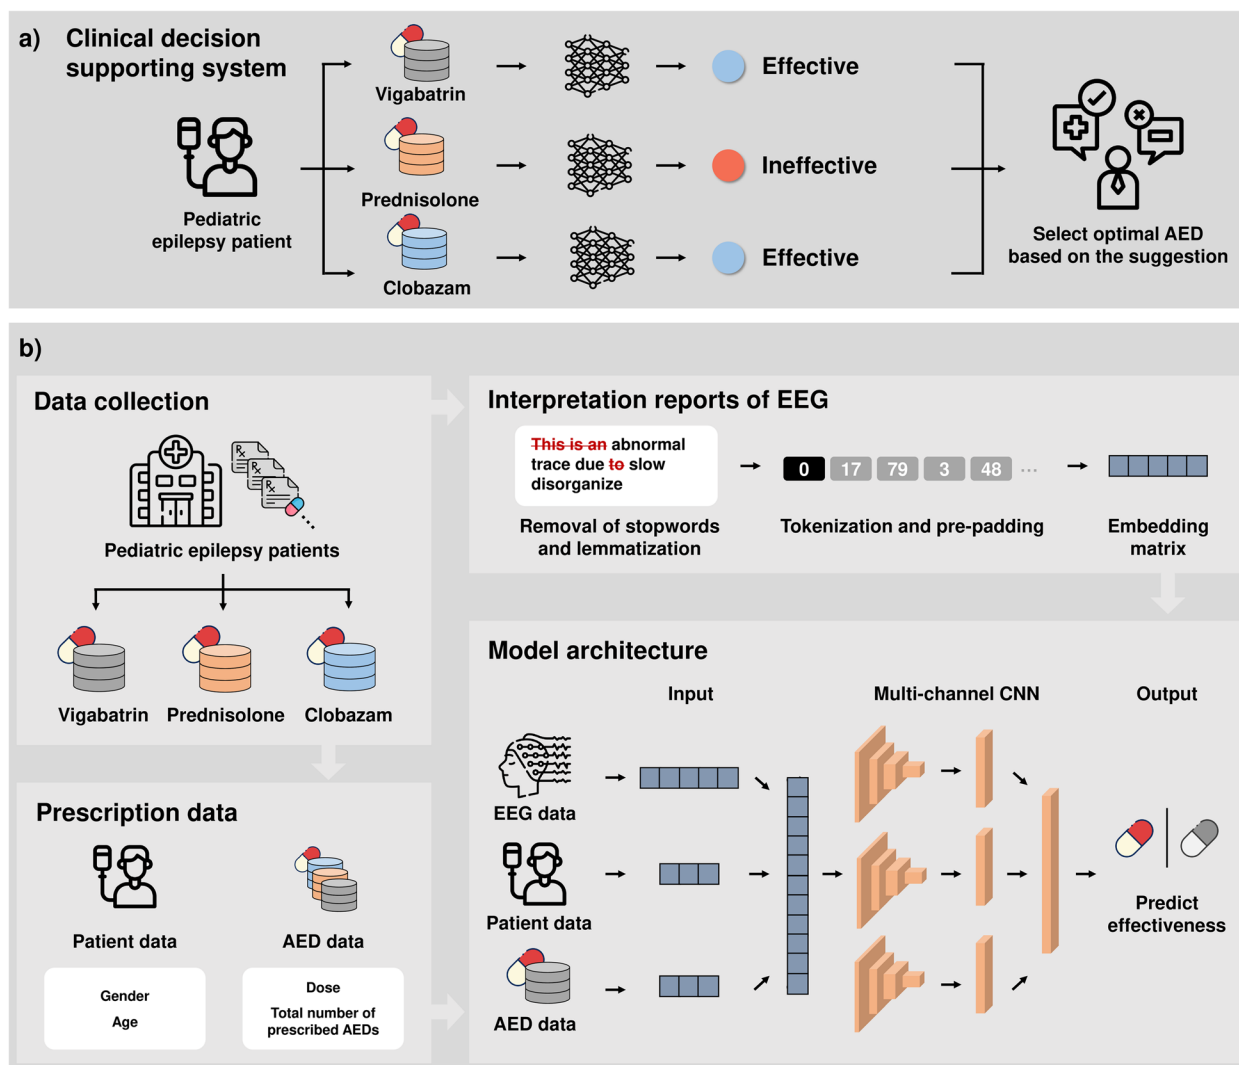 a)
Clinical decision
supporting system
Pediatric
epilepsy patient
Vigabatrin
Prednisolone
Clobazam
Effective
Ineffective
Effective
Select optimal AED
based on the suggestion
b)
Data collection
Rx
Rx
Rx
Pediatric epilepsy patients
Vigabatrin
Prednisolone
Clobazam
Prescription data
Patient data
AED data
Gender
Age
Dose
Total number of
prescribed AEDs
Interpretation reports of EEG
This is an abnormal
trace due to slow
disorganize
Removal of stopwords
and lemmatization
0 17 79 3 48 ...
Tokenization and pre-padding
Embedding
matrix
Model architecture
Input
Multi-channel CNN
Output
EEG data
Patient data
AED data
Predict
effectiveness